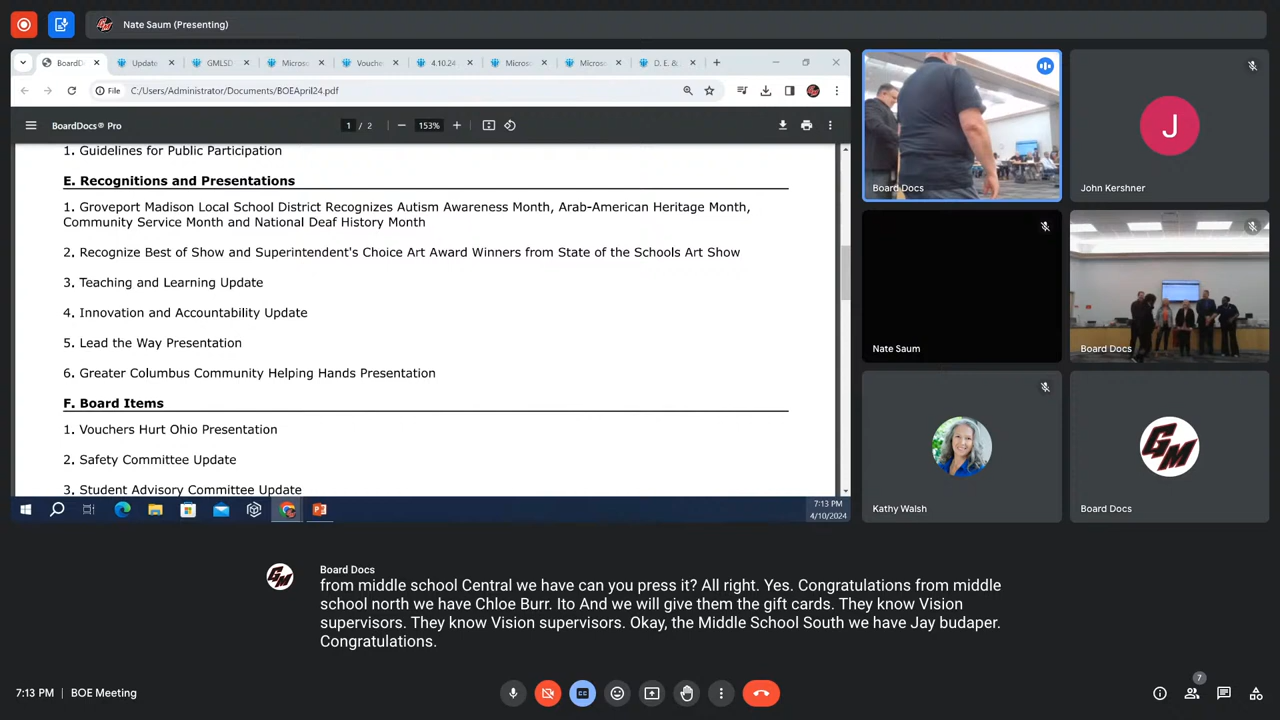 Nate Saum (Presenting)
BoardD
Update
GMLSD
Micros
Vouche
4.10.24
Micros
Micros
D. E. &
File
C:/Users/Administrator/Documents/BOEApril24.pdf
BoardDocs® Pro
1 / 2
153%
1. Guidelines for Public Participation
E. Recognitions and Presentations
1. Groveport Madison Local School District Recognizes Autism Awareness Month, Arab-American Heritage Month,
Community Service Month and National Deaf History Month
2. Recognize Best of Show and Superintendent's Choice Art Award Winners from State of the Schools Art Show
3. Teaching and Learning Update
4. Innovation and Accountability Update
5. Lead the Way Presentation
6. Greater Columbus Community Helping Hands Presentation
F. Board Items
1. Vouchers Hurt Ohio Presentation
2. Safety Committee Update
3. Student Advisory Committee Update
7:13 PM
4/10/2024
Board Docs
J
John Kershner
Nate Saum
Board Docs
Kathy Walsh
GM
Board Docs
GM
Board Docs
from middle school Central we have can you press it? All right. Yes. Congratulations from middle
school north we have Chloe Burr. Ito And we will give them the gift cards. They know Vision
supervisors. They know Vision supervisors. Okay, the Middle School South we have Jay budaper.
Congratulations.
7:13 PM | BOE Meeting
CC
7